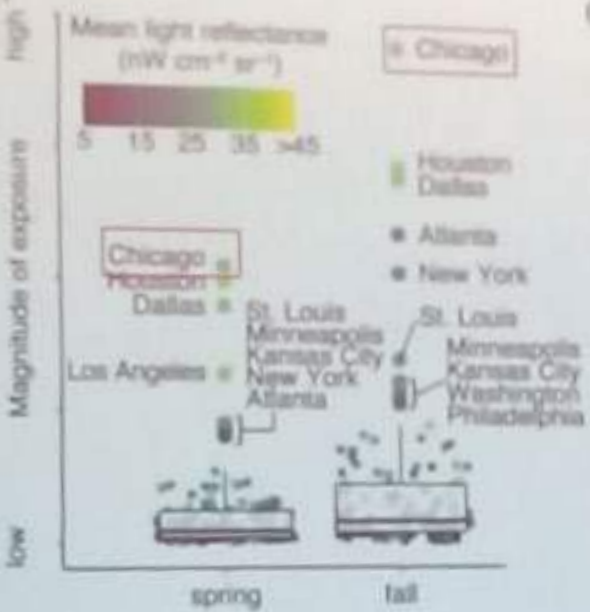 high
Mean light reflectance
(nW cm⁻² sr⁻¹)
5 15 25 35 >45
Magnitude of exposure
low
Chicago
Houston
Dallas
Los Angeles
St. Louis
Minneapolis
Kansas City
New York
Atlanta
Chicago
Houston
Dallas
Atlanta
New York
St. Louis
Minneapolis
Kansas City
Washington
Philadelphia
spring
fall